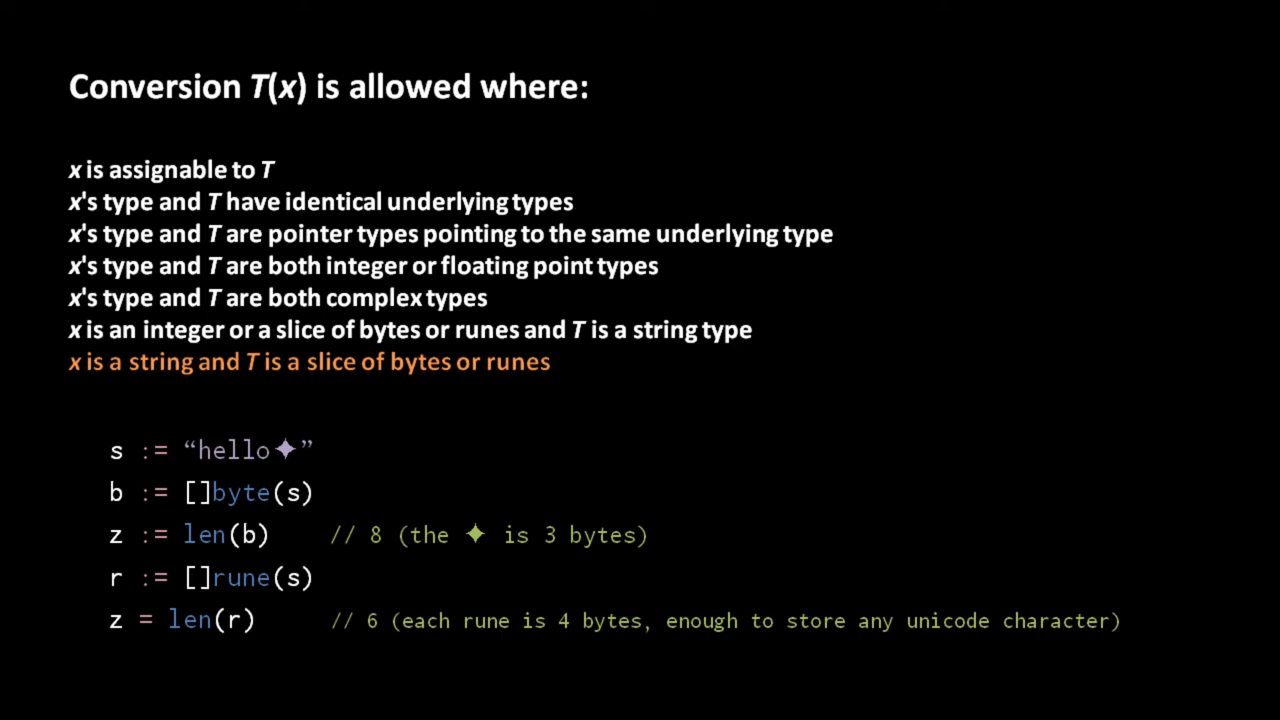 Conversion T(x) is allowed where:
x is assignable to T
x's type and T have identical underlying types
x's type and T are pointer types pointing to the same underlying type
x's type and T are both integer or floating point types
x's type and T are both complex types
x is an integer or a slice of bytes or runes and T is a string type
x is a string and T is a slice of bytes or runes
s := “hello✦”
b := []byte(s)
z := len(b) // 8 (the ✦ is 3 bytes)
r := []rune(s)
z = len(r) // 6 (each rune is 4 bytes, enough to store any unicode character)